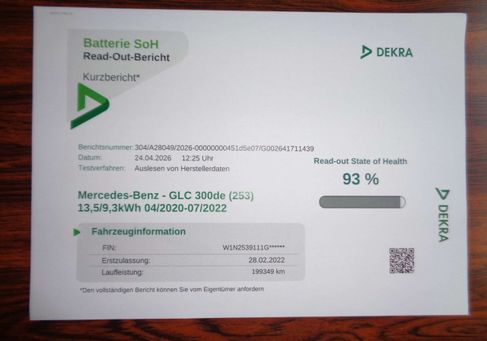 Batterie SoH
Read-Out-Bericht
Kurzbericht*
DEKRA
Berichtsnummer: 304/A28049/2026-00000000451d5e07/G002641711439
Datum: 24.04.2026 12:25 Uhr
Testverfahren: Auslesen von Herstellerdaten
Read-out State of Health
93 %
Mercedes-Benz - GLC 300de (253)
13,5/9,3kWh 04/2020-07/2022
Fahrzeuginformation
FIN: W1N2539111G******
Erstzulassung: 28.02.2022
Laufleistung: 199349 km
*Den vollständigen Bericht können Sie vom Eigentümer anfordern
DEKRA